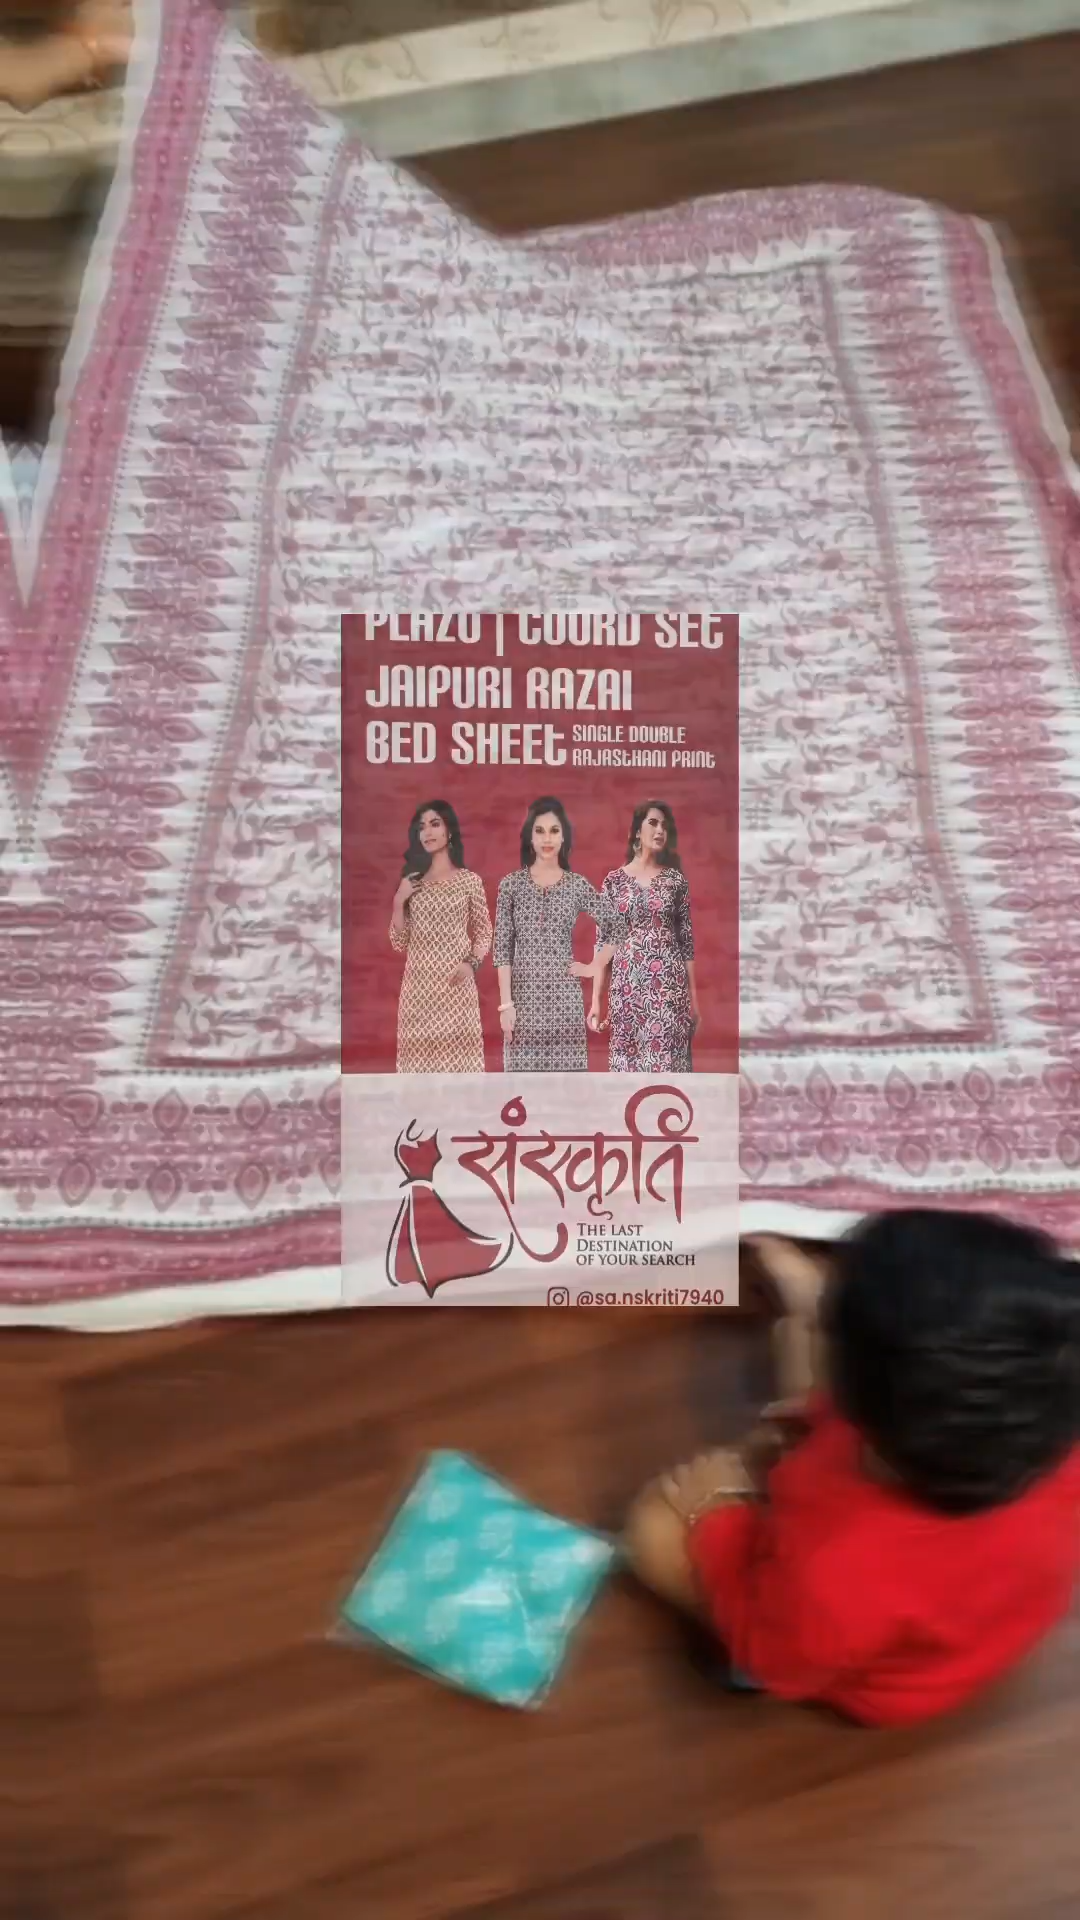 PLAZO | COORD SET
JAIPURI RAZAI
BED SHEET SINGLE DOUBLE
RAJASTHANI PRINT
संस्कृति
THE LAST
DESTINATION
OF YOUR SEARCH
@sa.nskriti7940